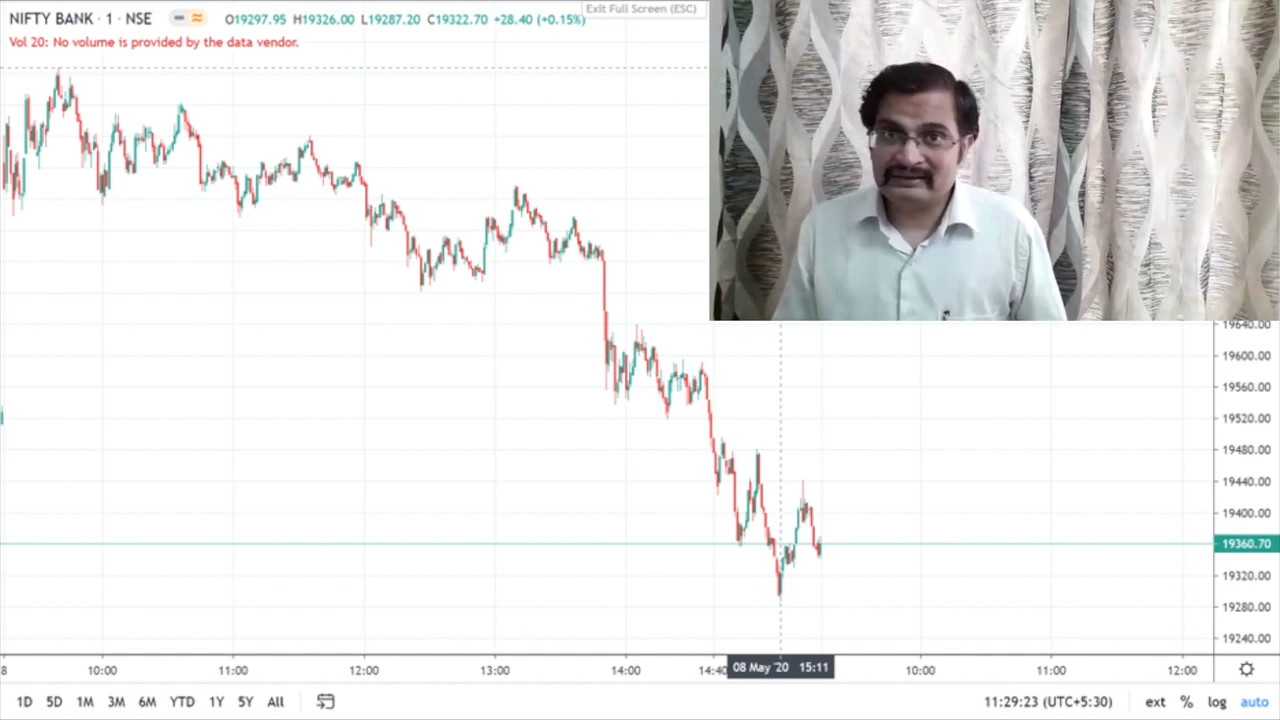 NIFTY BANK · 1 · NSE O19297.95 H19326.00 L19287.20 C19322.70 +28.40 (+0.15%)
Exit Full Screen (ESC)
Vol 20: No volume is provided by the data vendor.
19640.00
19600.00
19560.00
19520.00
19480.00
19440.00
19400.00
19360.70
19320.00
19280.00
19240.00
8 10:00 11:00 12:00 13:00 14:00 14:40 08 May '20 15:11 10:00 11:00 12:00
1D 5D 1M 3M 6M YTD 1Y 5Y All 11:29:23 (UTC+5:30) ext % log auto